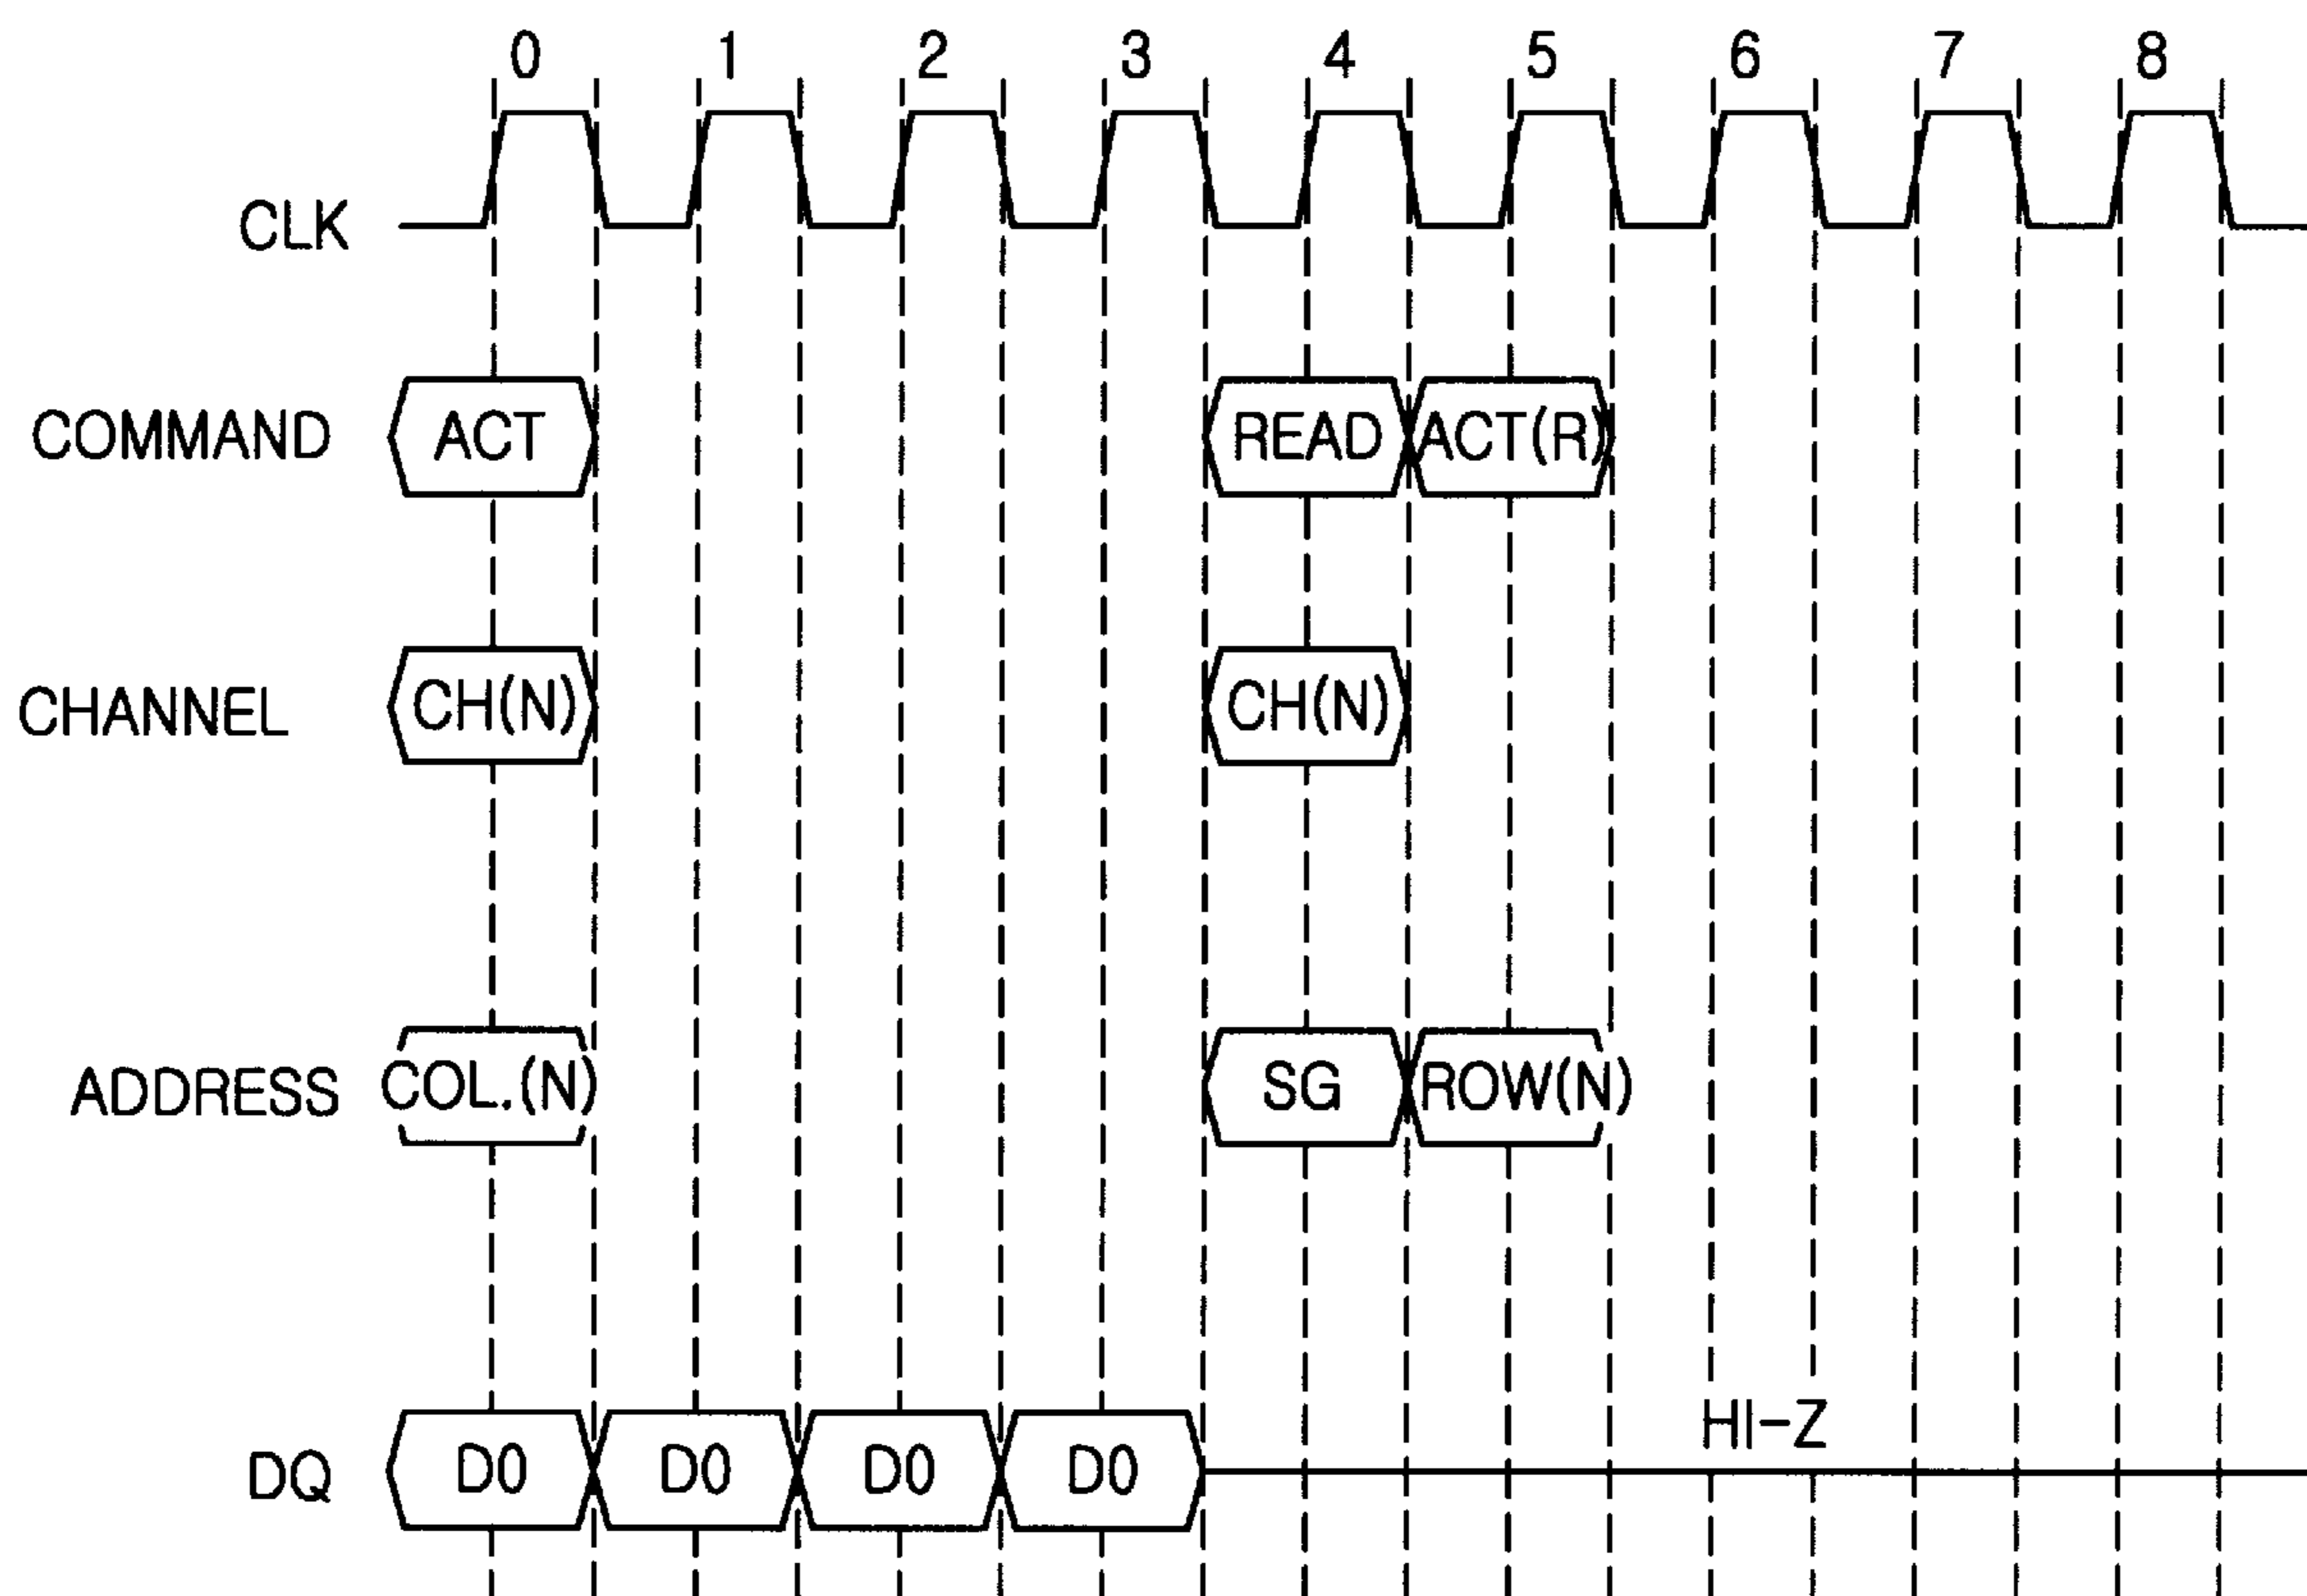 0 1 2 3 4 5 6 7 8
CLK
COMMAND ACT READ ACT(R)
CHANNEL CH(N) CH(N)
ADDRESS COL.(N) SG ROW(N)
HI-Z
DQ D0 D0 D0 D0